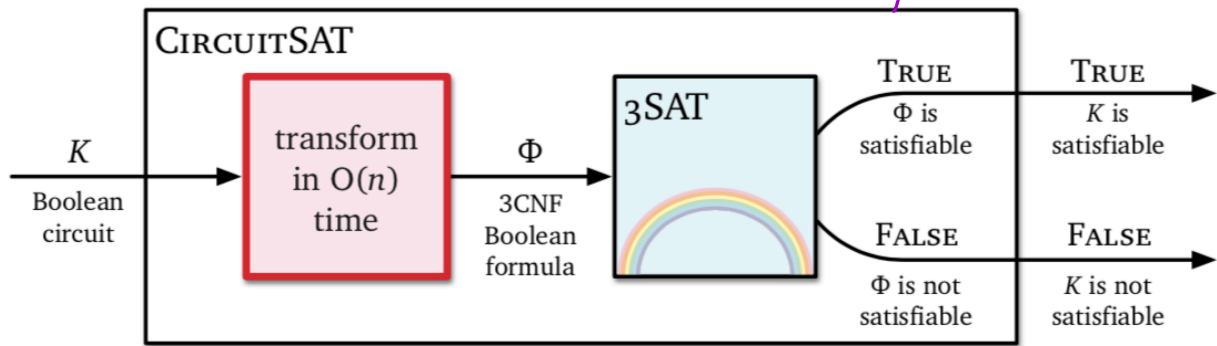 CIRCUITSAT
K
Boolean
circuit
transform
in O(n)
time
Φ
3CNF
Boolean
formula
3SAT
TRUE
Φ is
satisfiable
TRUE
K is
satisfiable
FALSE
Φ is not
satisfiable
FALSE
K is not
satisfiable